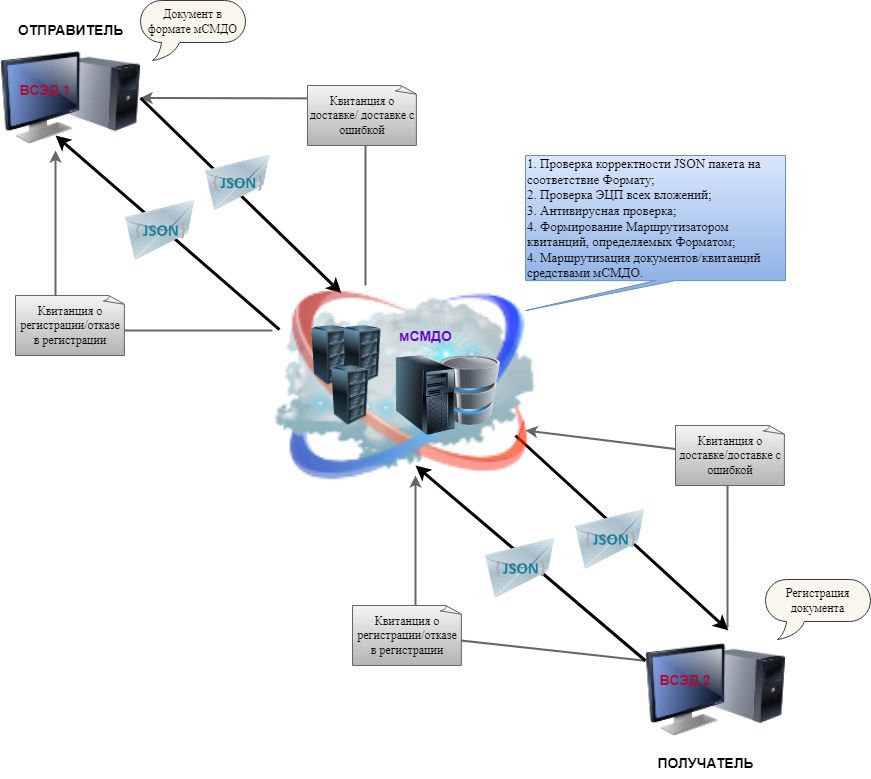 Документ в
формате мСМДО
ОТПРАВИТЕЛЬ
ВСЭД 1
Квитанция о
доставке/ доставке с
ошибкой
JSON
JSON
1. Проверка корректности JSON пакета на
соответствие Формату;
2. Проверка ЭЦП всех вложений;
3. Антивирусная проверка;
4. Формирование Маршрутизатором
квитанций, определяемых Форматом;
4. Маршрутизация документов/квитанций
средствами мСМДО.
Квитанция о
регистрации/отказе
в регистрации
мСМДО
Квитанция о
доставке/доставке с
ошибкой
{JSON}
{JSON}
Регистрация
документа
Квитанция о
регистрации/отказе
в регистрации
ВСЭД 2
ПОЛУЧАТЕЛЬ